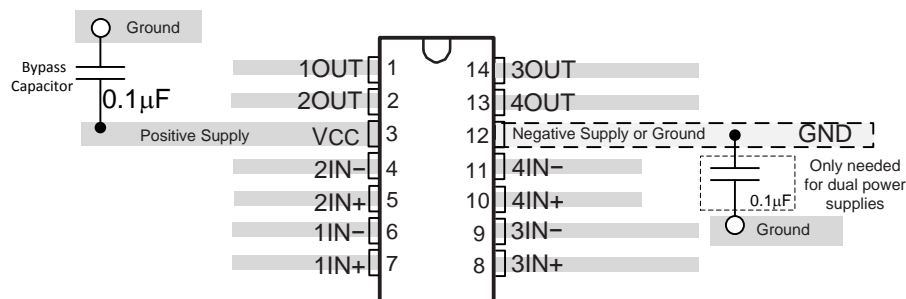 Ground
Bypass
Capacitor
0.1µF
Positive Supply
1OUT 1
2OUT 2
VCC 3
2IN− 4
2IN+ 5
1IN− 6
1IN+ 7
14 3OUT
13 4OUT
12 Negative Supply or Ground GND
11 4IN−
10 4IN+
9 3IN−
8 3IN+
Only needed
for dual power
supplies
0.1µF
Ground